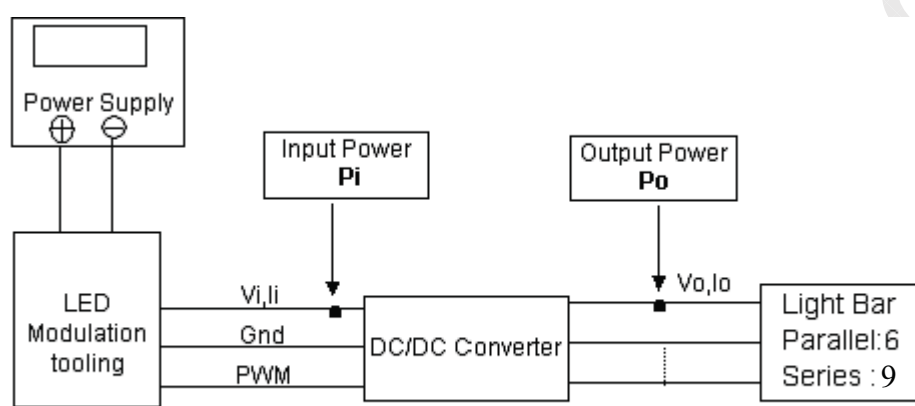 Power Supply
Input Power
Pi
Output Power
Po
LED
Modulation
tooling
Vi,Ii
Gnd
PWM
DC/DC Converter
Vo,Io
Light Bar
Parallel:6
Series : 9